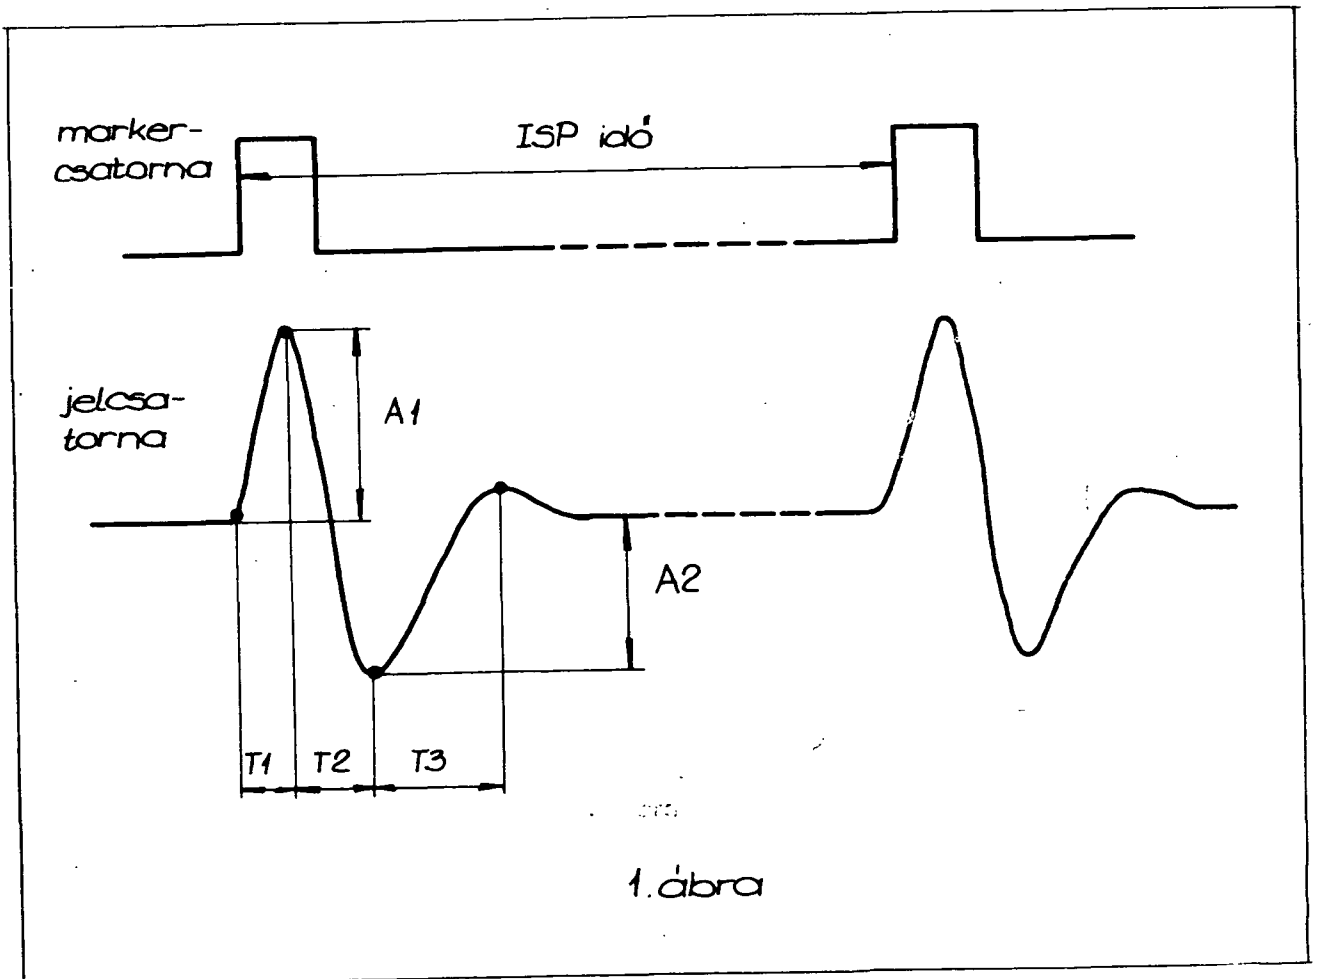 marker-
csatorna
ISP idő
jelcsa-
torna
A1
A2
T1 T2 T3
1. ábra